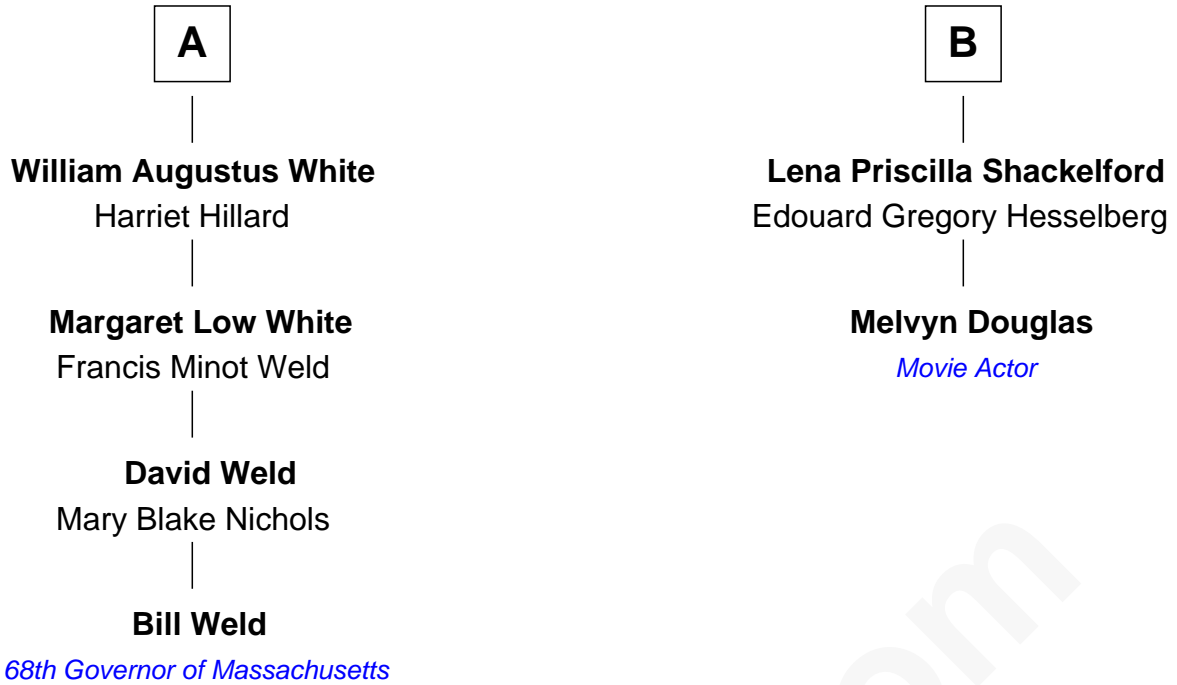 A
William Augustus White
Harriet Hillard
Margaret Low White
Francis Minot Weld
David Weld
Mary Blake Nichols
Bill Weld
68th Governor of Massachusetts
B
Lena Priscilla Shackelford
Edouard Gregory Hesselberg
Melvyn Douglas
Movie Actor
om